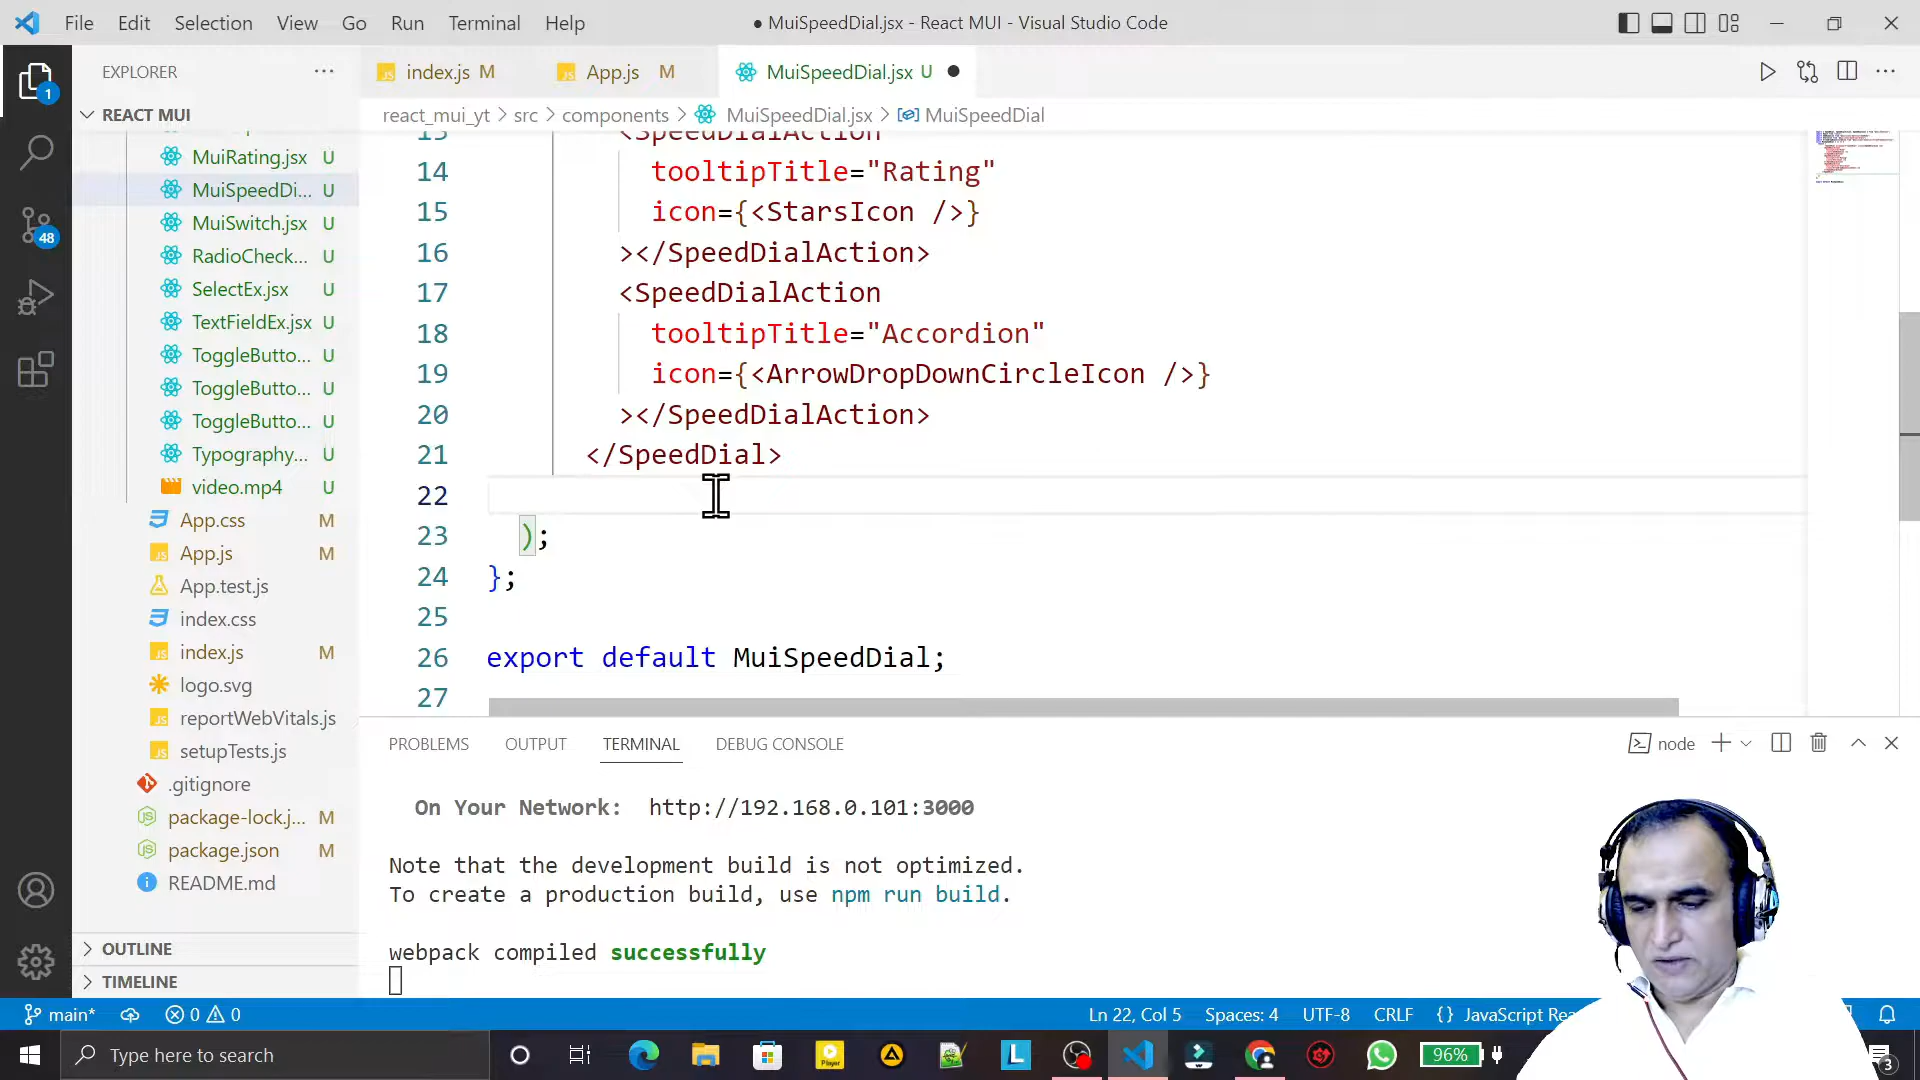 File Edit Selection View Go Run Terminal Help
● MuiSpeedDial.jsx - React MUI - Visual Studio Code
EXPLORER
index.js M
App.js M
MuiSpeedDial.jsx U
1
react_mui_yt > src > components > MuiSpeedDial.jsx > MuiSpeedDial
REACT MUI
MuiRating.jsx U
MuiSpeedDi... U
MuiSwitch.jsx U
RadioCheck... U
SelectEx.jsx U
TextFieldEx.jsx U
ToggleButto... U
ToggleButto... U
ToggleButto... U
Typography... U
video.mp4 U
App.css M
App.js M
App.test.js
index.css
index.js M
logo.svg
reportWebVitals.js
setupTests.js
.gitignore
package-lock.j... M
package.json M
README.md
OUTLINE
TIMELINE
48
13 <SpeedDialAction
14 tooltipTitle="Rating"
15 icon={<StarsIcon />}
16 ></SpeedDialAction>
17 <SpeedDialAction
18 tooltipTitle="Accordion"
19 icon={<ArrowDropDownCircleIcon />}
20 ></SpeedDialAction>
21 </SpeedDial>
22
23 );
24 };
25
26 export default MuiSpeedDial;
27
PROBLEMS OUTPUT TERMINAL DEBUG CONSOLE
node
On Your Network: http://192.168.0.101:3000
Note that the development build is not optimized.
To create a production build, use npm run build.
webpack compiled successfully
main* 0 0
Ln 22, Col 5 Spaces: 4 UTF-8 CRLF {} JavaScript Rea
Type here to search
Player
L
96%
3